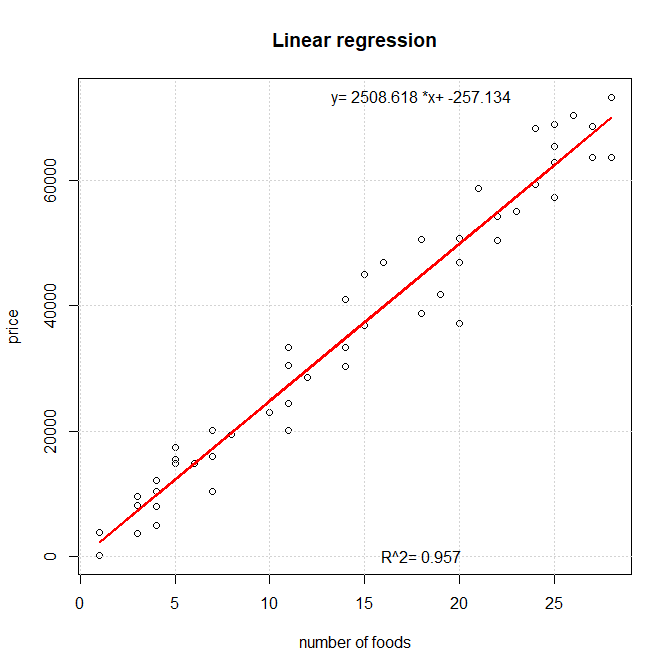 Linear regression
y= 2508.618 *x+ -257.134
60000
40000
20000
0
price
R^2= 0.957
0 5 10 15 20 25
number of foods